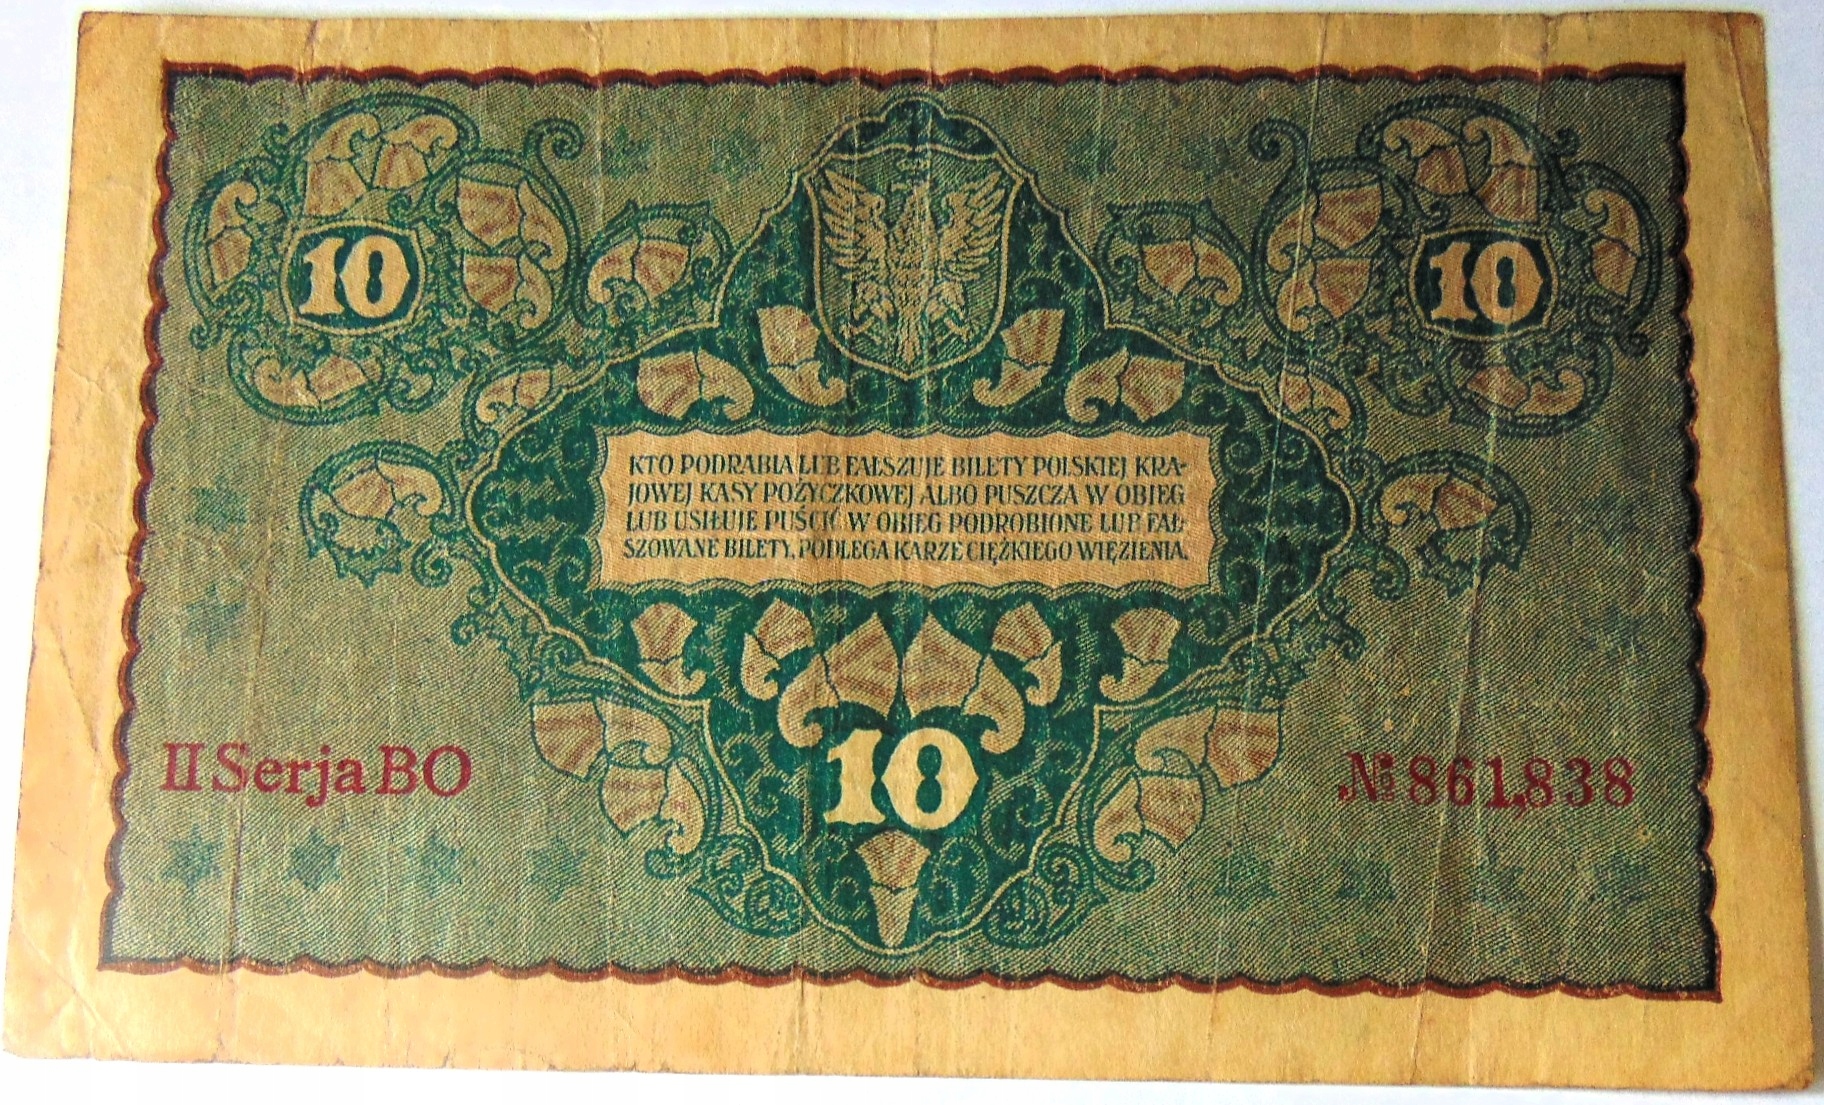 10
10
KTO PODRABIA LUB FAŁSZUJE BILETY POLSKIEJ KRA-
JOWEJ KASY POŻYCZKOWEJ ALBO PUSZCZA W OBIEG
LUB USIŁUJE PUŚCIĆ W OBIEG PODROBIONE LUB FAŁ-
SZOWANE BILETY, PODLEGA KARZE CIĘŻKIEGO WIĘZIENIA.
II Serja BO
10
№ 861,838